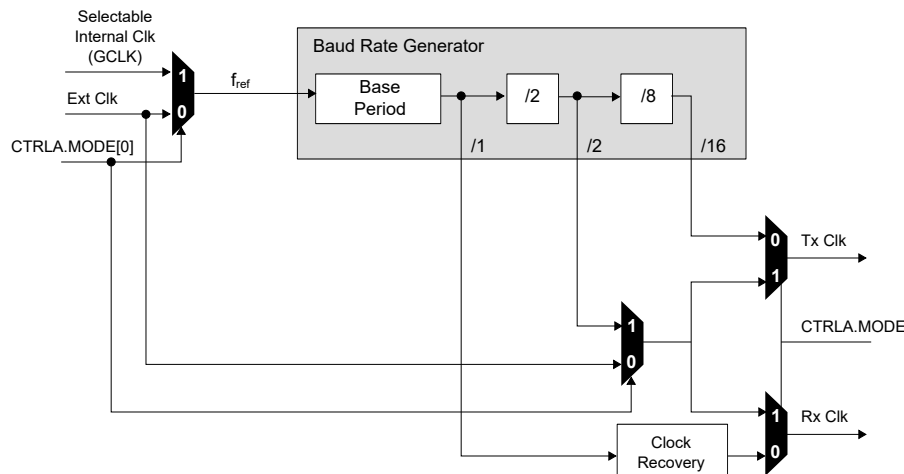 Selectable
Internal Clk
(GCLK)
Baud Rate Generator
1
f_ref
Base
Period
/2
/8
Ext Clk
0
CTRLA.MODE[0]
/1
/2
/16
0
Tx Clk
1
1
CTRLA.MODE
0
1
Rx Clk
Clock
Recovery
0